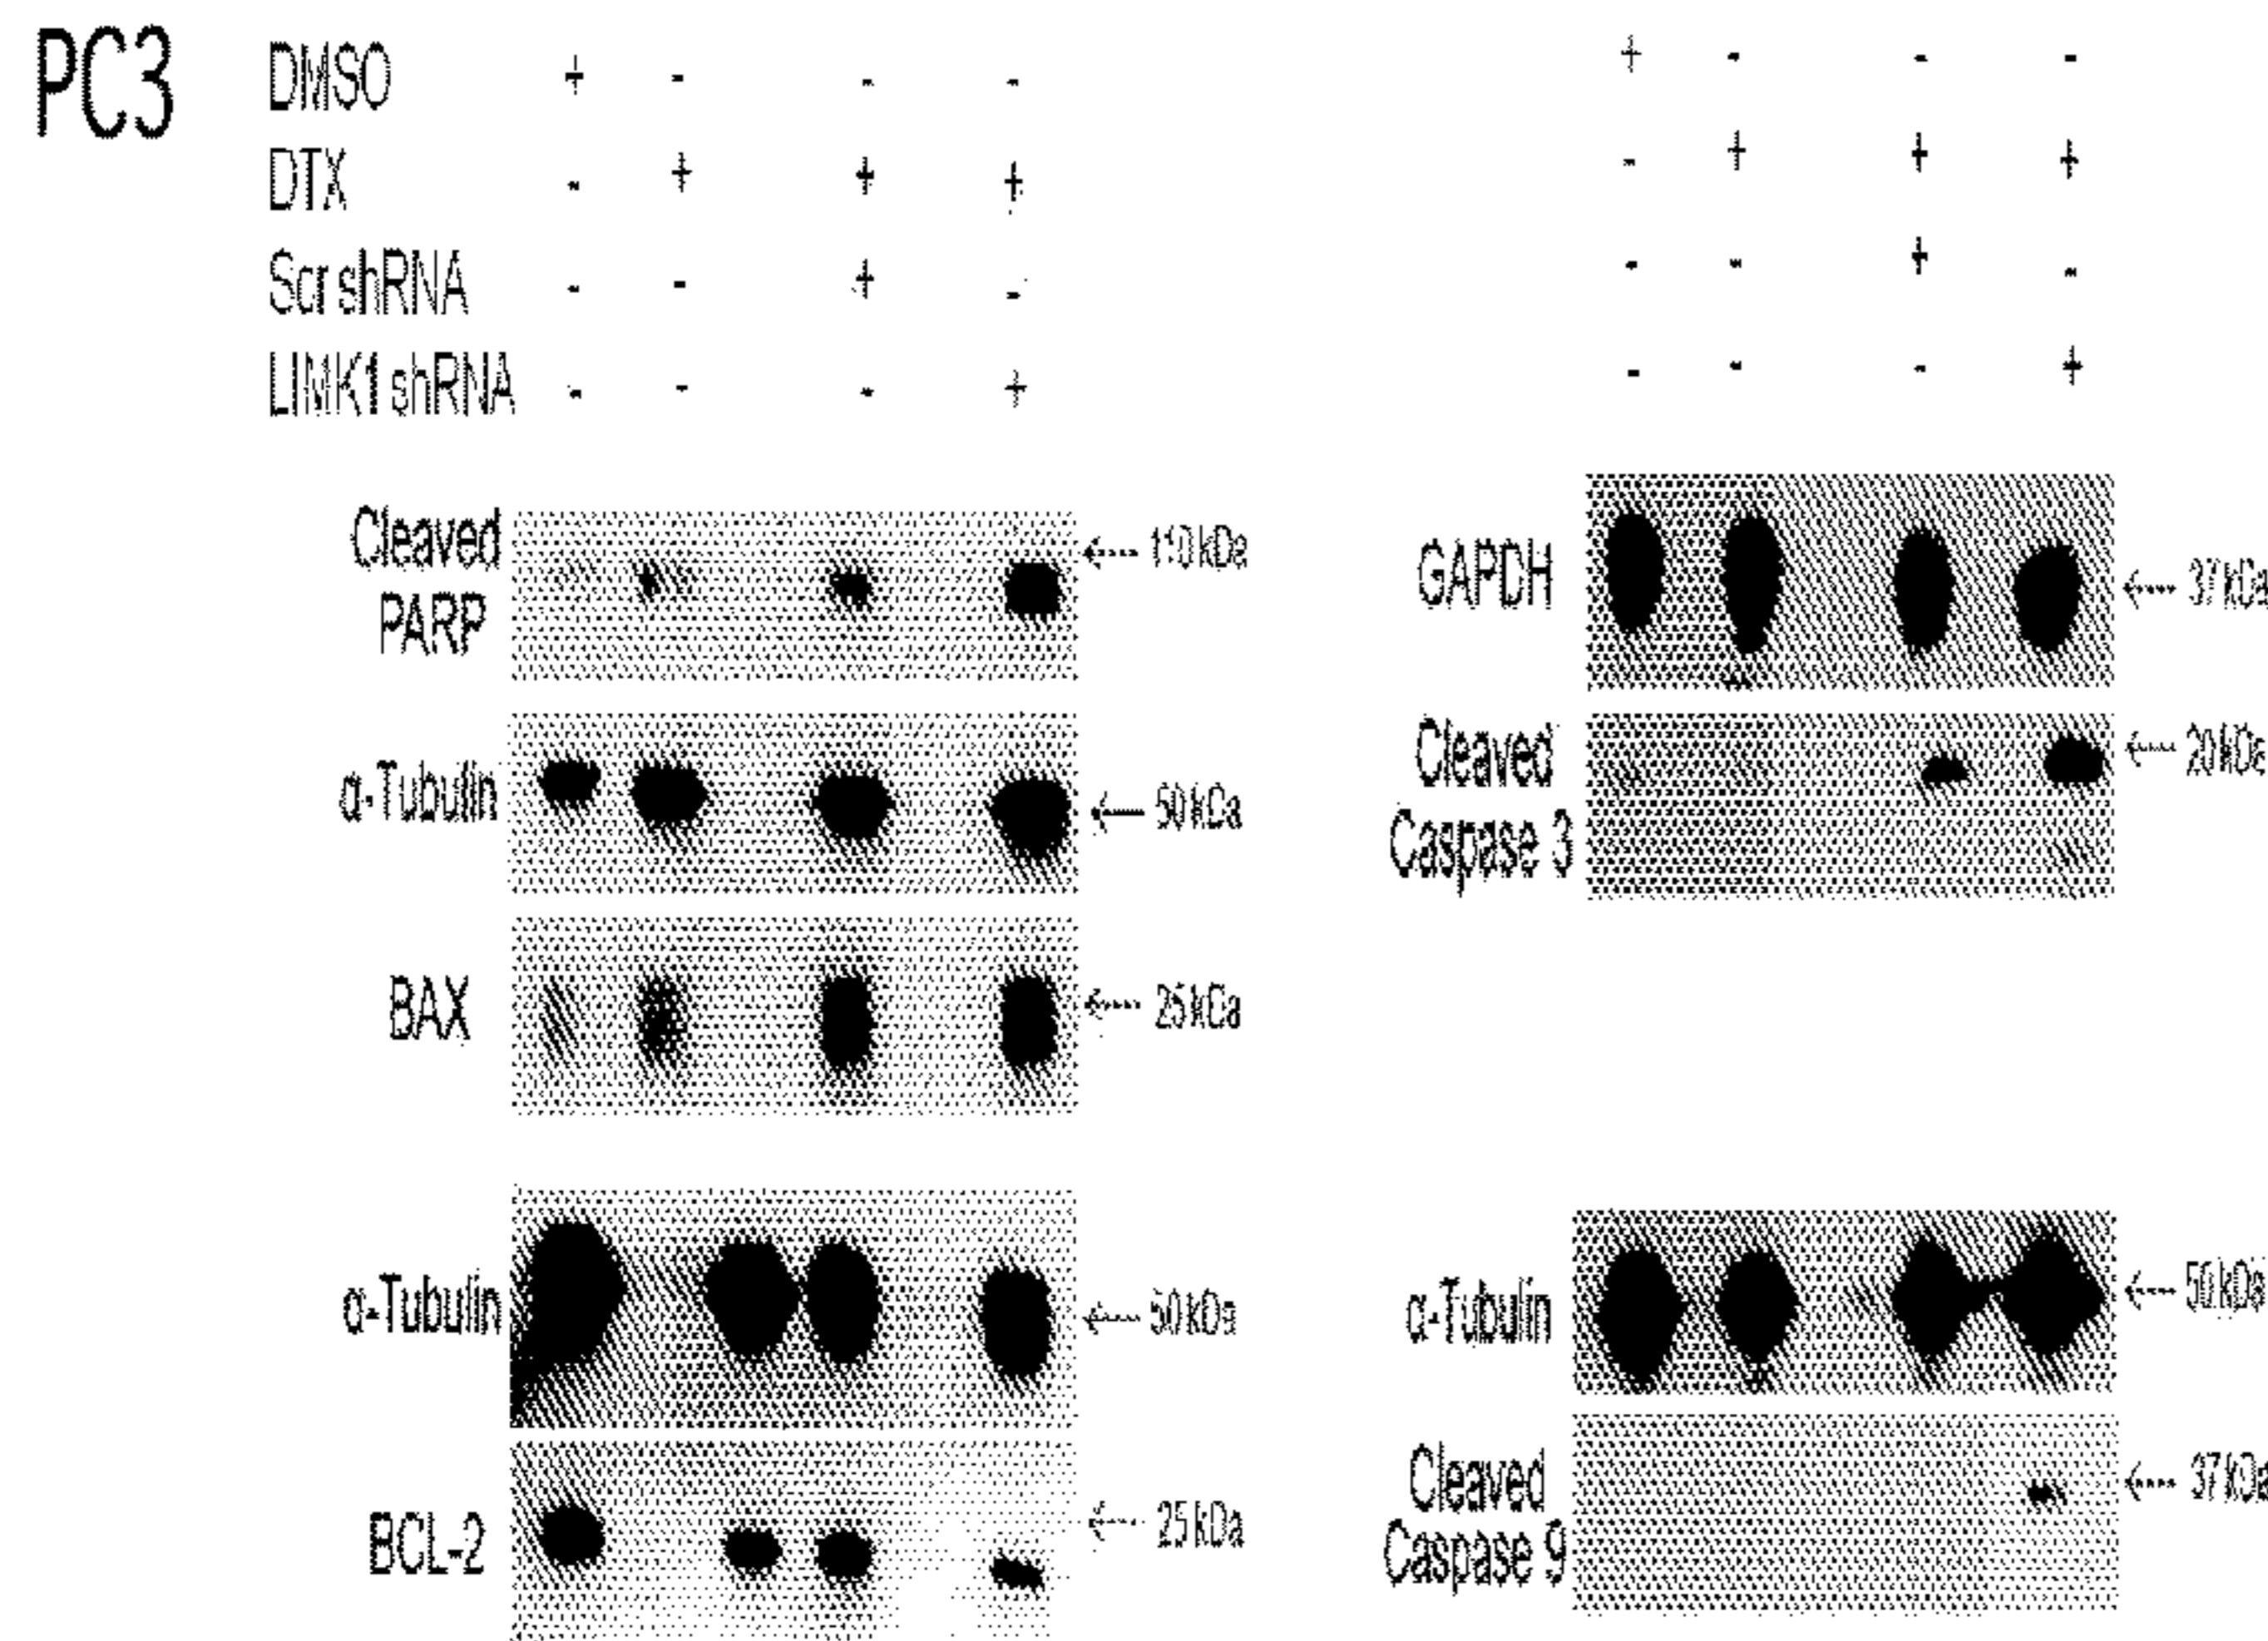 PC3
DMSO + - - -
DTX - + + +
Scr shRNA - - + -
LIMK1 shRNA - - - +
Cleaved
PARP
110 kDa
α-Tubulin
50 kDa
BAX
25 kDa
α-Tubulin
50 kDa
BCL-2
25 kDa
+ - - -
- + + +
- - + -
- - - +
GAPDH
37 kDa
Cleaved
Caspase 3
20 kDa
α-Tubulin
50 kDa
Cleaved
Caspase 9
37 kDa